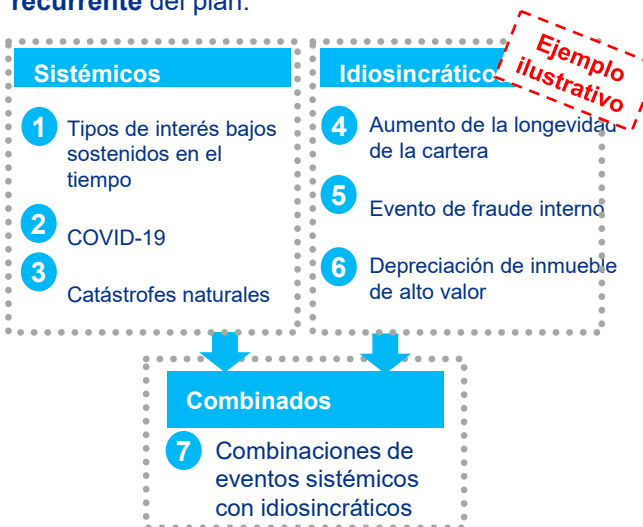 recurrente del plan.
Ejemplo
ilustrativo
Sistémicos
1 Tipos de interés bajos
sostenidos en el
tiempo
2 COVID-19
3 Catástrofes naturales
Idiosincráticos
4 Aumento de la longevidad
de la cartera
5 Evento de fraude interno
6 Depreciación de inmueble
de alto valor
Combinados
7 Combinaciones de
eventos sistémicos
con idiosincráticos